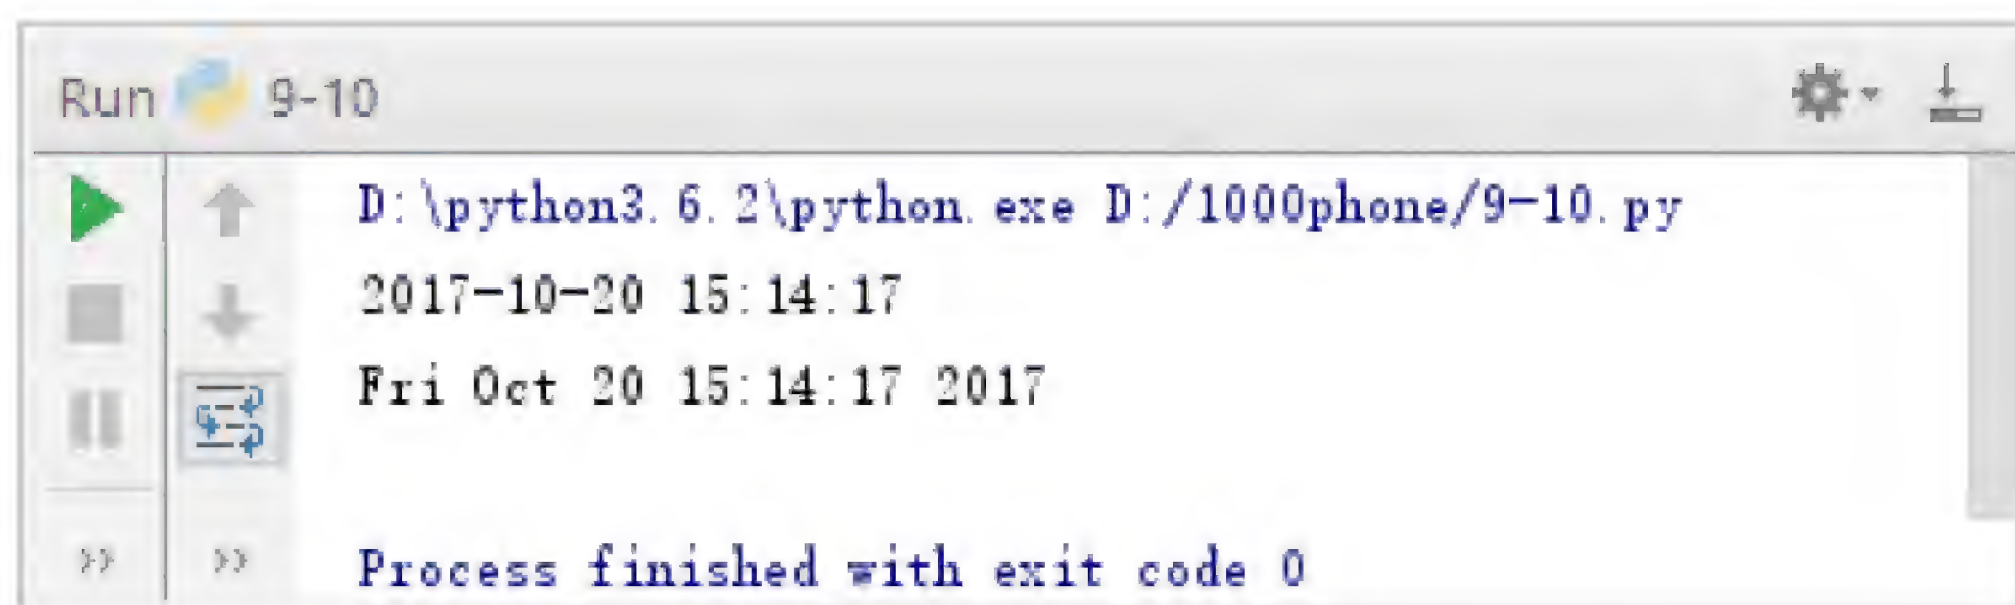 Run 9-10
D:\python3.6.2\python.exe D:/1000phone/9-10.py
2017-10-20 15:14:17
Fri Oct 20 15:14:17 2017
Process finished with exit code 0